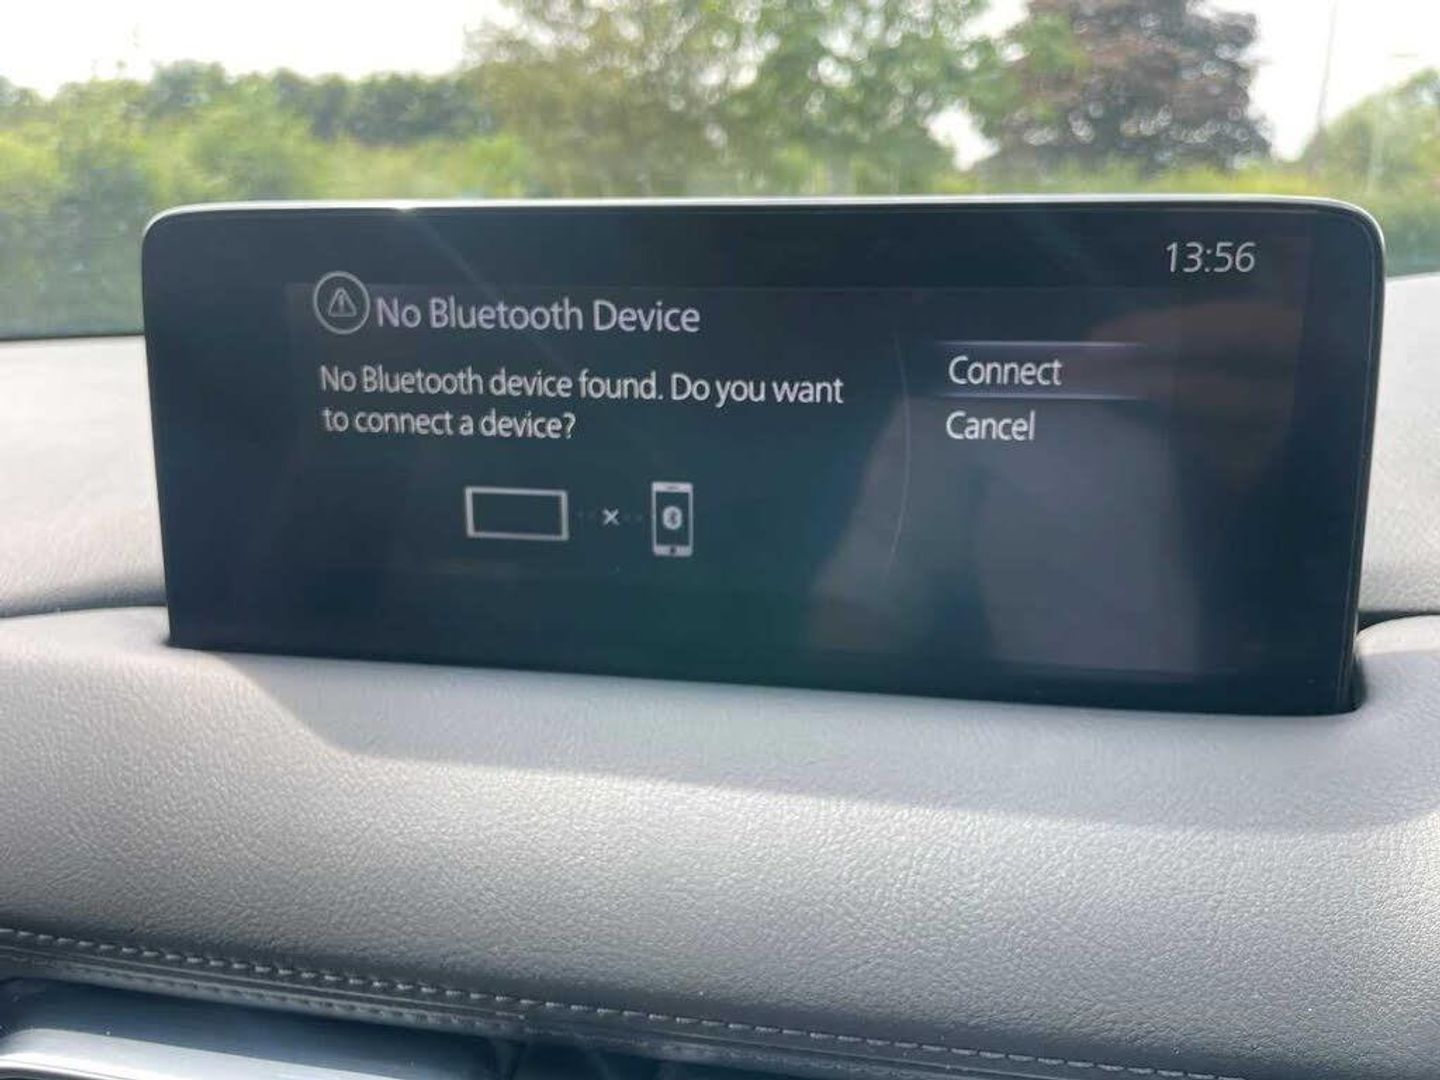 13:56
No Bluetooth Device
No Bluetooth device found. Do you want
to connect a device?
Connect
Cancel